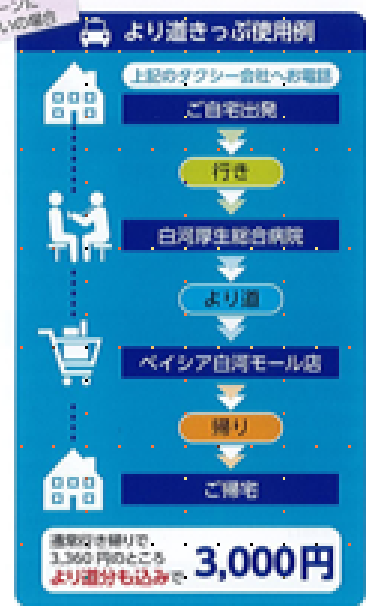 いの場合
より道きっぷ使用例
上記のタクシー会社へお電話
ご自宅出発
行き
白河厚生総合病院
より道
ベイシア白河モール店
帰り
ご帰宅
通常行き帰りで
3,360円のところ
より道分も込みで
3,000円